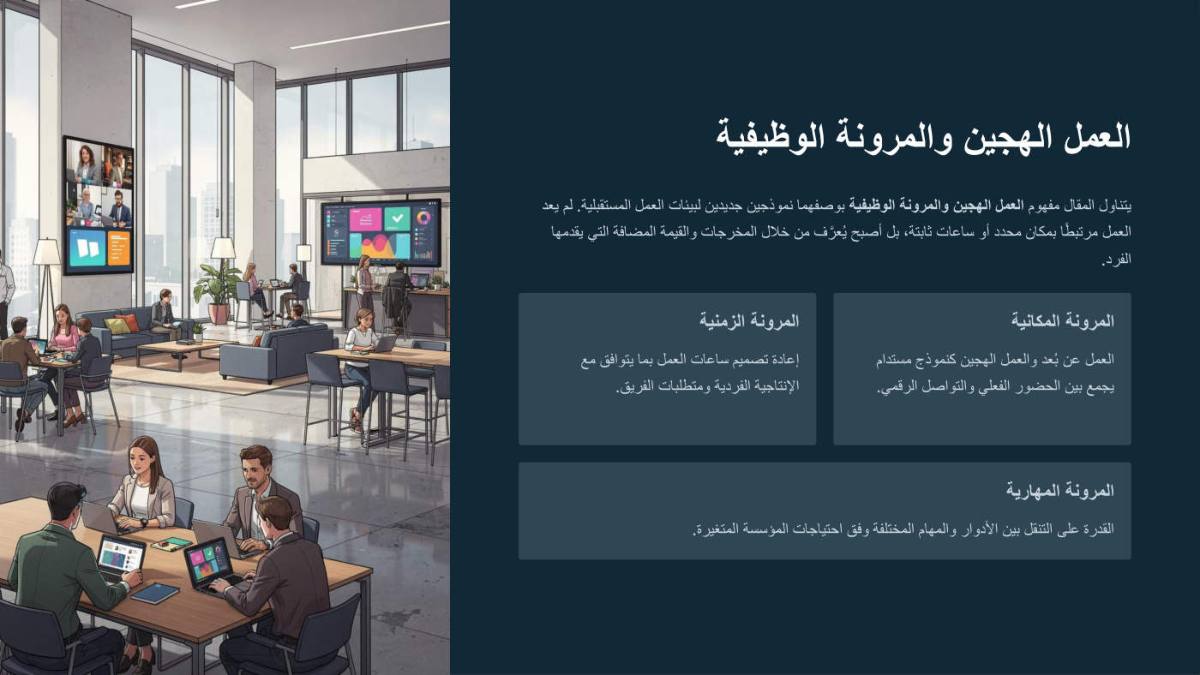 العمل الهجين والمرونة الوظيفية
يتناول المقال مفهوم العمل الهجين والمرونة الوظيفية بوصفهما نموذجين جديدين لبيئات العمل المستقبلية. لم يعد
العمل مرتبطًا بمكان محدد أو ساعات ثابتة، بل أصبح يُعرَّف من خلال المخرجات والقيمة المضافة التي يقدمها
الفرد.
المرونة المكانية
العمل عن بُعد والعمل الهجين كنموذج مستدام
يجمع بين الحضور الفعلي والتواصل الرقمي.
المرونة الزمنية
إعادة تصميم ساعات العمل بما يتوافق مع
الإنتاجية الفردية ومتطلبات الفريق.
المرونة المهارية
القدرة على التنقل بين الأدوار والمهام المختلفة وفق احتياجات المؤسسة المتغيرة.